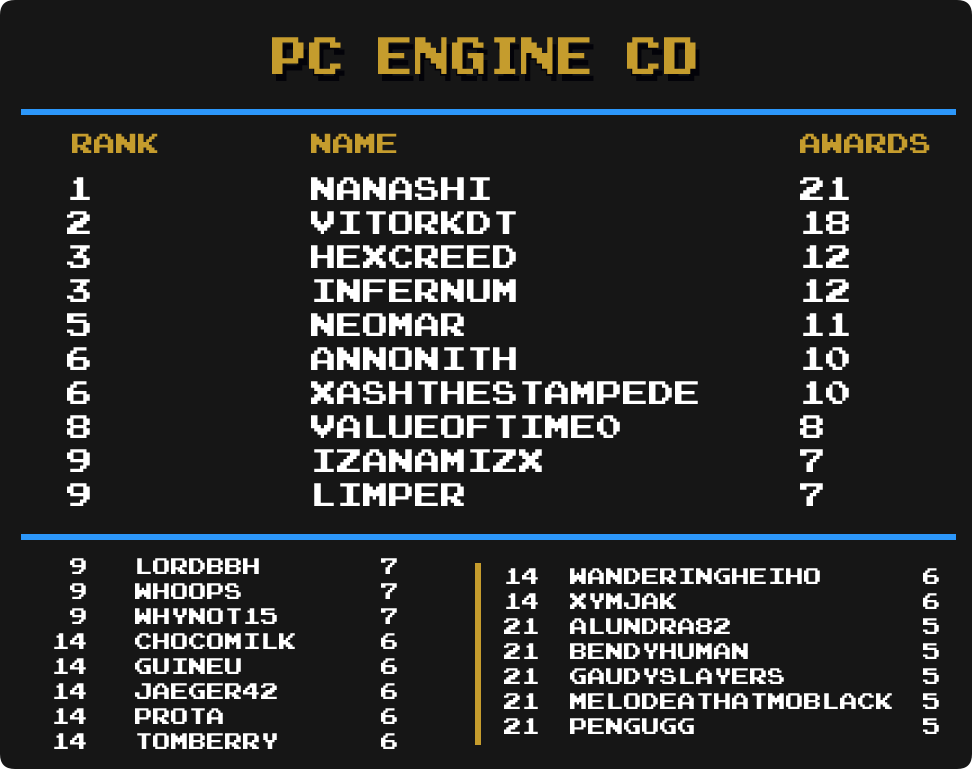 PC ENGINE CD
RANK NAME AWARDS
1 NANASHI 21
2 VITORKDT 18
3 HEXCREED 12
3 INFERNUM 12
5 NEOMAR 11
6 ANNONITH 10
6 XASHTHESTAMPEDE 10
8 VALUEOFTIME0 8
9 IZANAMIZX 7
9 LIMPER 7
9 LORDBBH 7
9 WHOOPS 7
9 WHYNOT15 7
14 CHOCOMILK 6
14 GUINEU 6
14 JAEGER42 6
14 PROTA 6
14 TOMBERRY 6
14 WANDERINGHEIHO 6
14 XYMJAK 6
21 ALUNDRA82 5
21 BENDYHUMAN 5
21 GAUDYSLAYERS 5
21 MELODEATHATMOBLACK 5
21 PENGUGG 5